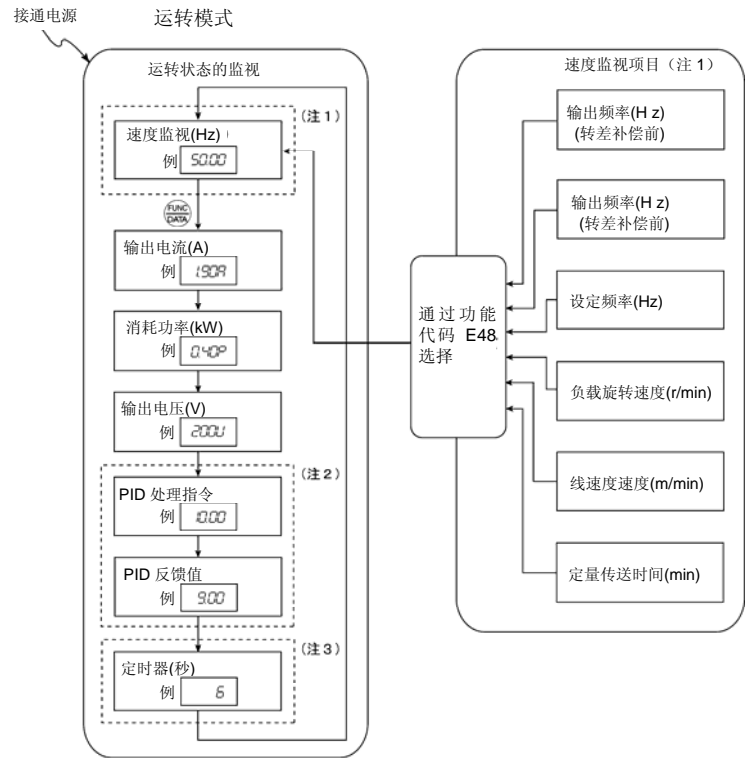 接通电源
运转模式
运转状态的监视
(注1)
速度监视(Hz)
例 50.00
FUNC
DATA
输出电流(A)
例 1.90A
消耗功率(kW)
例 0.40P
输出电压(V)
例 200U
(注2)
PID 处理指令
例 10.00
PID 反馈值
例 9.00
(注3)
定时器(秒)
例 6
通过功能
代码 E48
选择
速度监视项目（注 1）
输出频率(H z)
(转差补偿前)
输出频率(H z)
(转差补偿前)
设定频率(Hz)
负载旋转速度(r/min)
线速度速度(m/min)
定量传送时间(min)